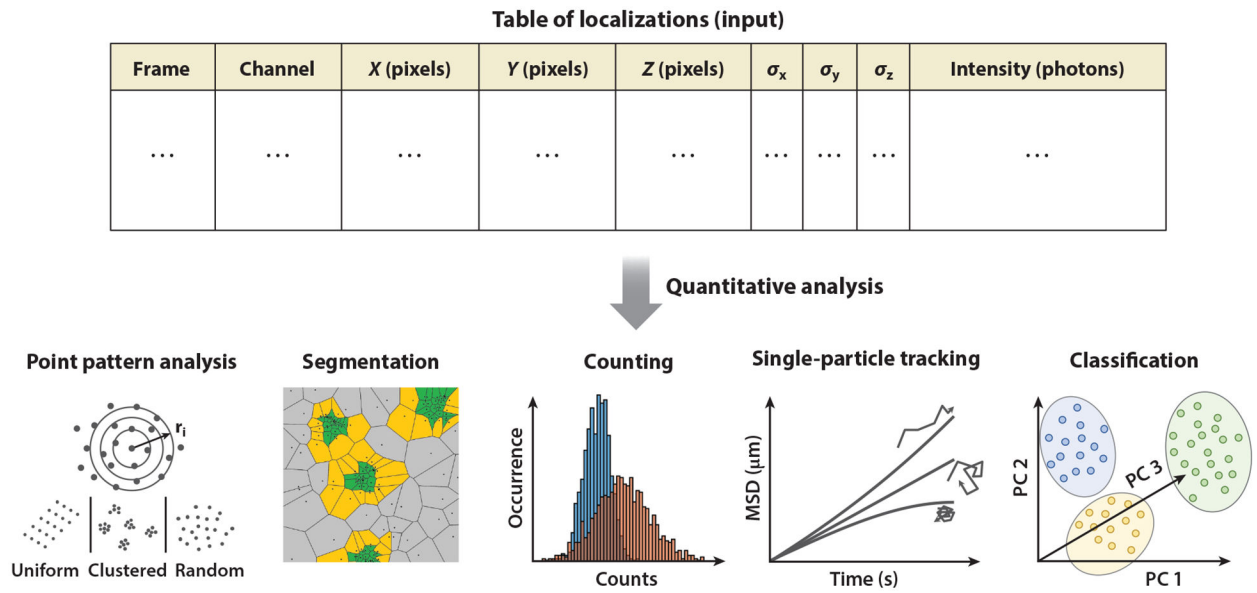 Table of localizations (input)
Frame Channel X (pixels) Y (pixels) Z (pixels) σx σy σz Intensity (photons)
... ... ... ... ... ... ... ... ...
Quantitative analysis
Point pattern analysis
ri
Uniform Clustered Random
Segmentation
Counting
Occurrence
Counts
Single-particle tracking
MSD (μm)
Time (s)
Classification
PC 2
PC 3
PC 1